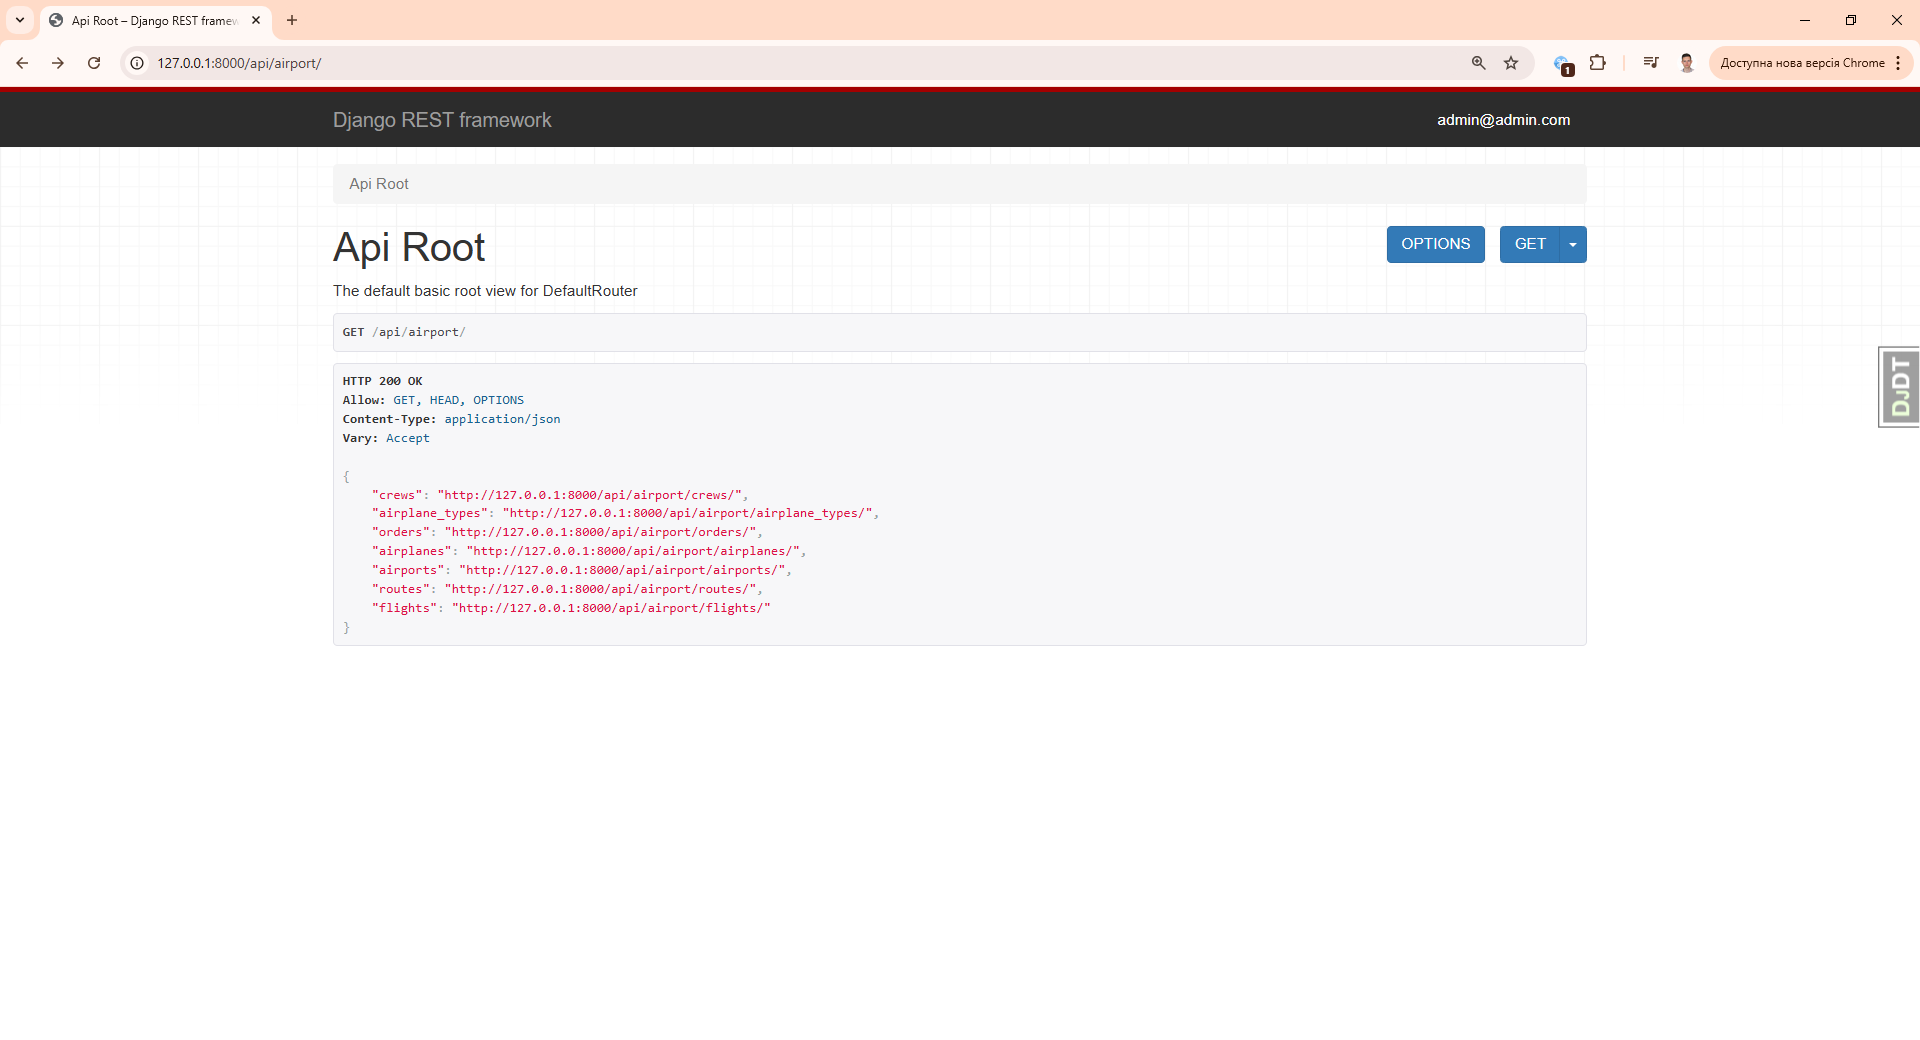 Api Root – Django REST framew
127.0.0.1:8000/api/airport/
1
Доступна нова версія Chrome
Django REST framework
admin@admin.com
Api Root
Api Root
OPTIONS
GET
The default basic root view for DefaultRouter
GET /api/airport/
HTTP 200 OK
Allow: GET, HEAD, OPTIONS
Content-Type: application/json
Vary: Accept
{
"crews": "http://127.0.0.1:8000/api/airport/crews/",
"airplane_types": "http://127.0.0.1:8000/api/airport/airplane_types/",
"orders": "http://127.0.0.1:8000/api/airport/orders/",
"airplanes": "http://127.0.0.1:8000/api/airport/airplanes/",
"airports": "http://127.0.0.1:8000/api/airport/airports/",
"routes": "http://127.0.0.1:8000/api/airport/routes/",
"flights": "http://127.0.0.1:8000/api/airport/flights/"
}
DJDT